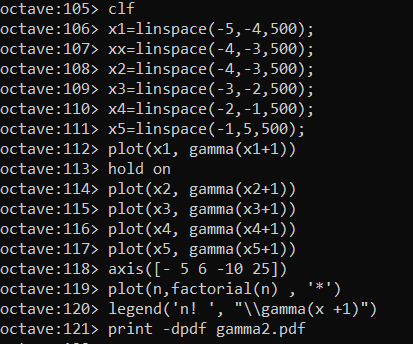 octave:105> clf
octave:106> x1=linspace(-5,-4,500);
octave:107> xx=linspace(-4,-3,500);
octave:108> x2=linspace(-4,-3,500);
octave:109> x3=linspace(-3,-2,500);
octave:110> x4=linspace(-2,-1,500);
octave:111> x5=linspace(-1,5,500);
octave:112> plot(x1, gamma(x1+1))
octave:113> hold on
octave:114> plot(x2, gamma(x2+1))
octave:115> plot(x3, gamma(x3+1))
octave:116> plot(x4, gamma(x4+1))
octave:117> plot(x5, gamma(x5+1))
octave:118> axis([- 5 6 -10 25])
octave:119> plot(n,factorial(n) , '*')
octave:120> legend('n! ', "\\gamma(x +1)")
octave:121> print -dpdf gamma2.pdf